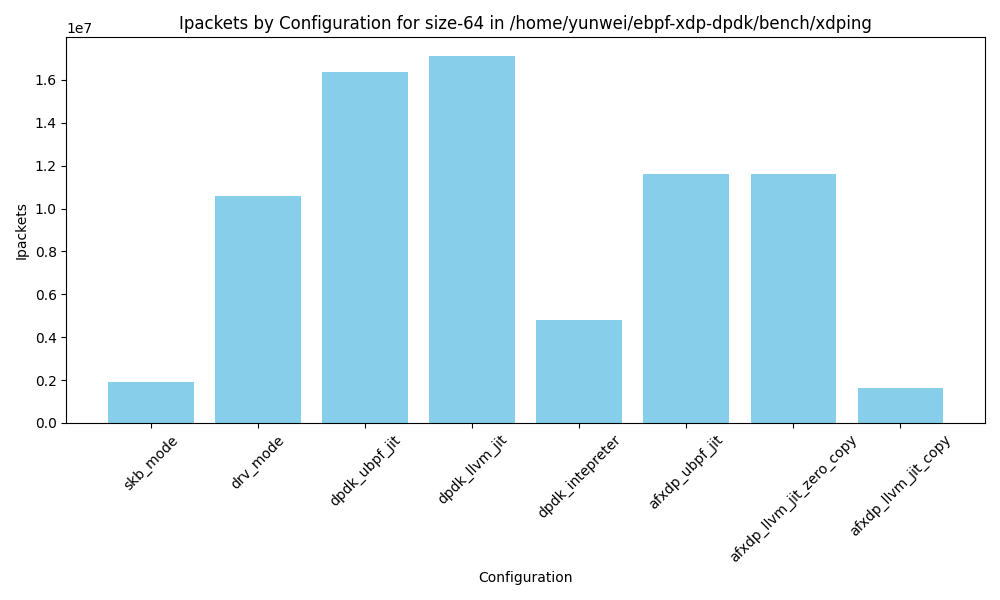 Ipackets by Configuration for size-64 in /home/yunwei/ebpf-xdp-dpdk/bench/xdping
1e7
1.6
1.4
1.2
1.0
0.8
0.6
0.4
0.2
0.0
Ipackets
skb_mode
drv_mode
dpdk_ubpf_jit
dpdk_llvm_jit
dpdk_intepreter
afxdp_ubpf_jit
afxdp_llvm_jit_zero_copy
afxdp_llvm_jit_copy
Configuration